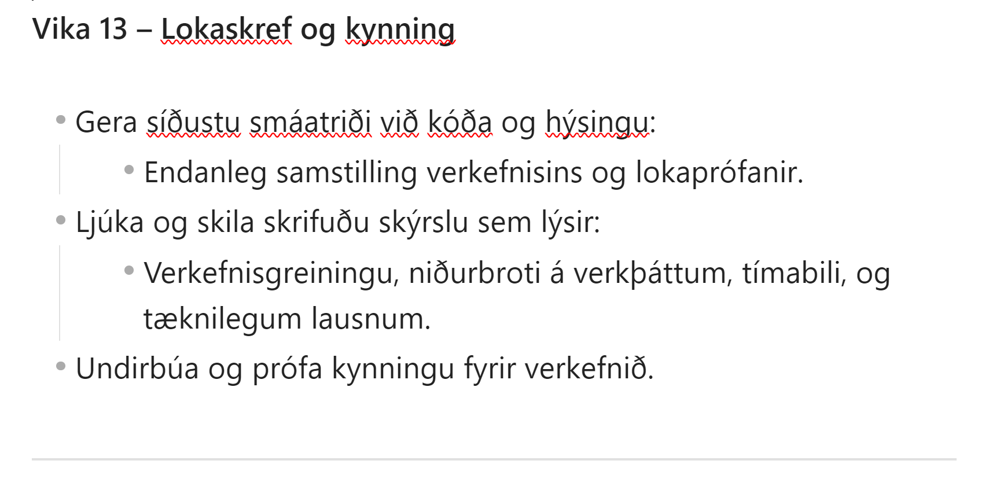 Vika 13 – Lokaskref og kynning
Gera síðustu smáatriði við kóða og hýsingu:
Endanleg samstilling verkefnisins og lokaprófanir.
Ljúka og skila skrifuðu skýrslu sem lýsir:
Verkefnisgreiningu, niðurbroti á verkþáttum, tímabili, og
tæknilegum lausnum.
Undirbúa og prófa kynningu fyrir verkefnið.